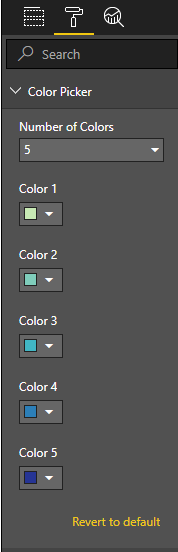 Search
Color Picker
Number of Colors
5
Color 1
Color 2
Color 3
Color 4
Color 5
Revert to default